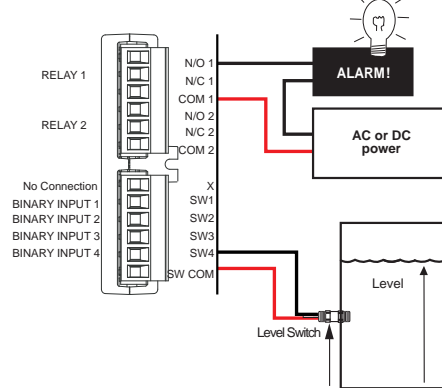 RELAY 1
RELAY 2
N/O 1
N/C 1
COM 1
N/O 2
N/C 2
COM 2
ALARM!
AC or DC
power
No Connection
BINARY INPUT 1
BINARY INPUT 2
BINARY INPUT 3
BINARY INPUT 4
X
SW1
SW2
SW3
SW4
SW COM
Level
Level Switch